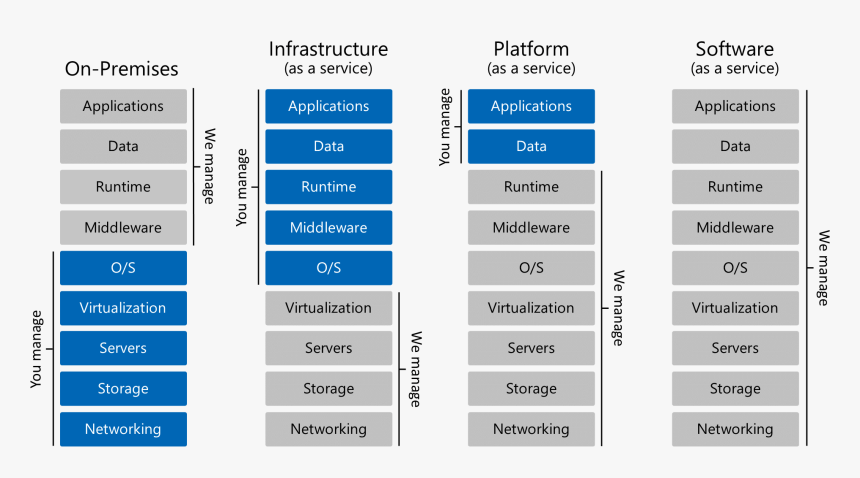 On-Premises
Applications
Data
Runtime
Middleware
We manage
O/S
Virtualization
Servers
Storage
Networking
You manage
Infrastructure
(as a service)
Applications
Data
Runtime
Middleware
O/S
You manage
Virtualization
Servers
Storage
Networking
We manage
Platform
(as a service)
Applications
Data
You manage
Runtime
Middleware
O/S
Virtualization
Servers
Storage
Networking
We manage
Software
(as a service)
Applications
Data
Runtime
Middleware
O/S
Virtualization
Servers
Storage
Networking
We manage